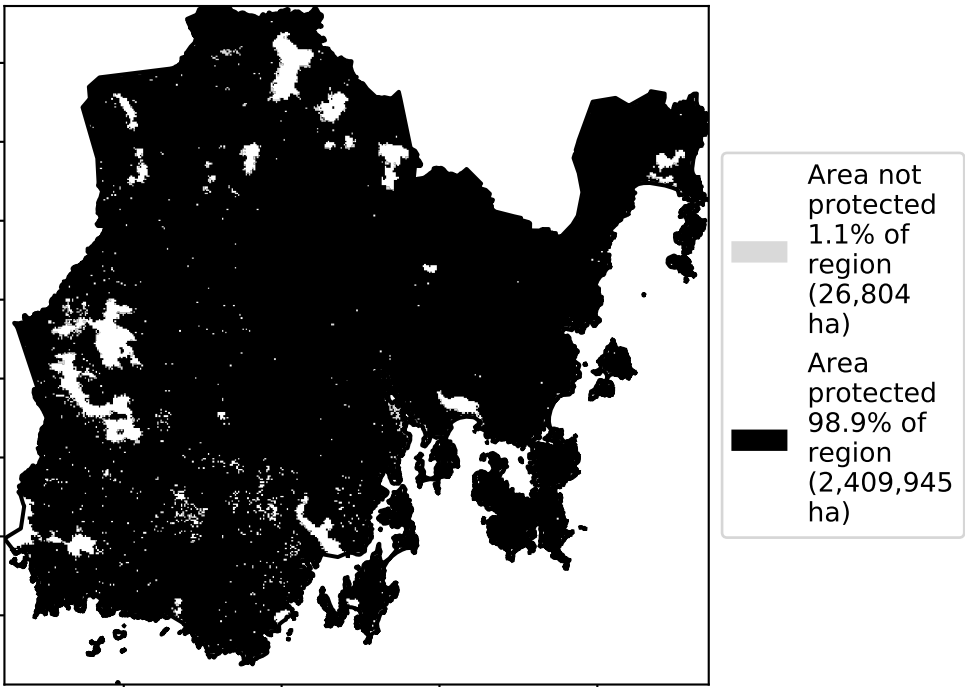 Area not
protected
1.1% of
region
(26,804
ha)
Area
protected
98.9% of
region
(2,409,945
ha)